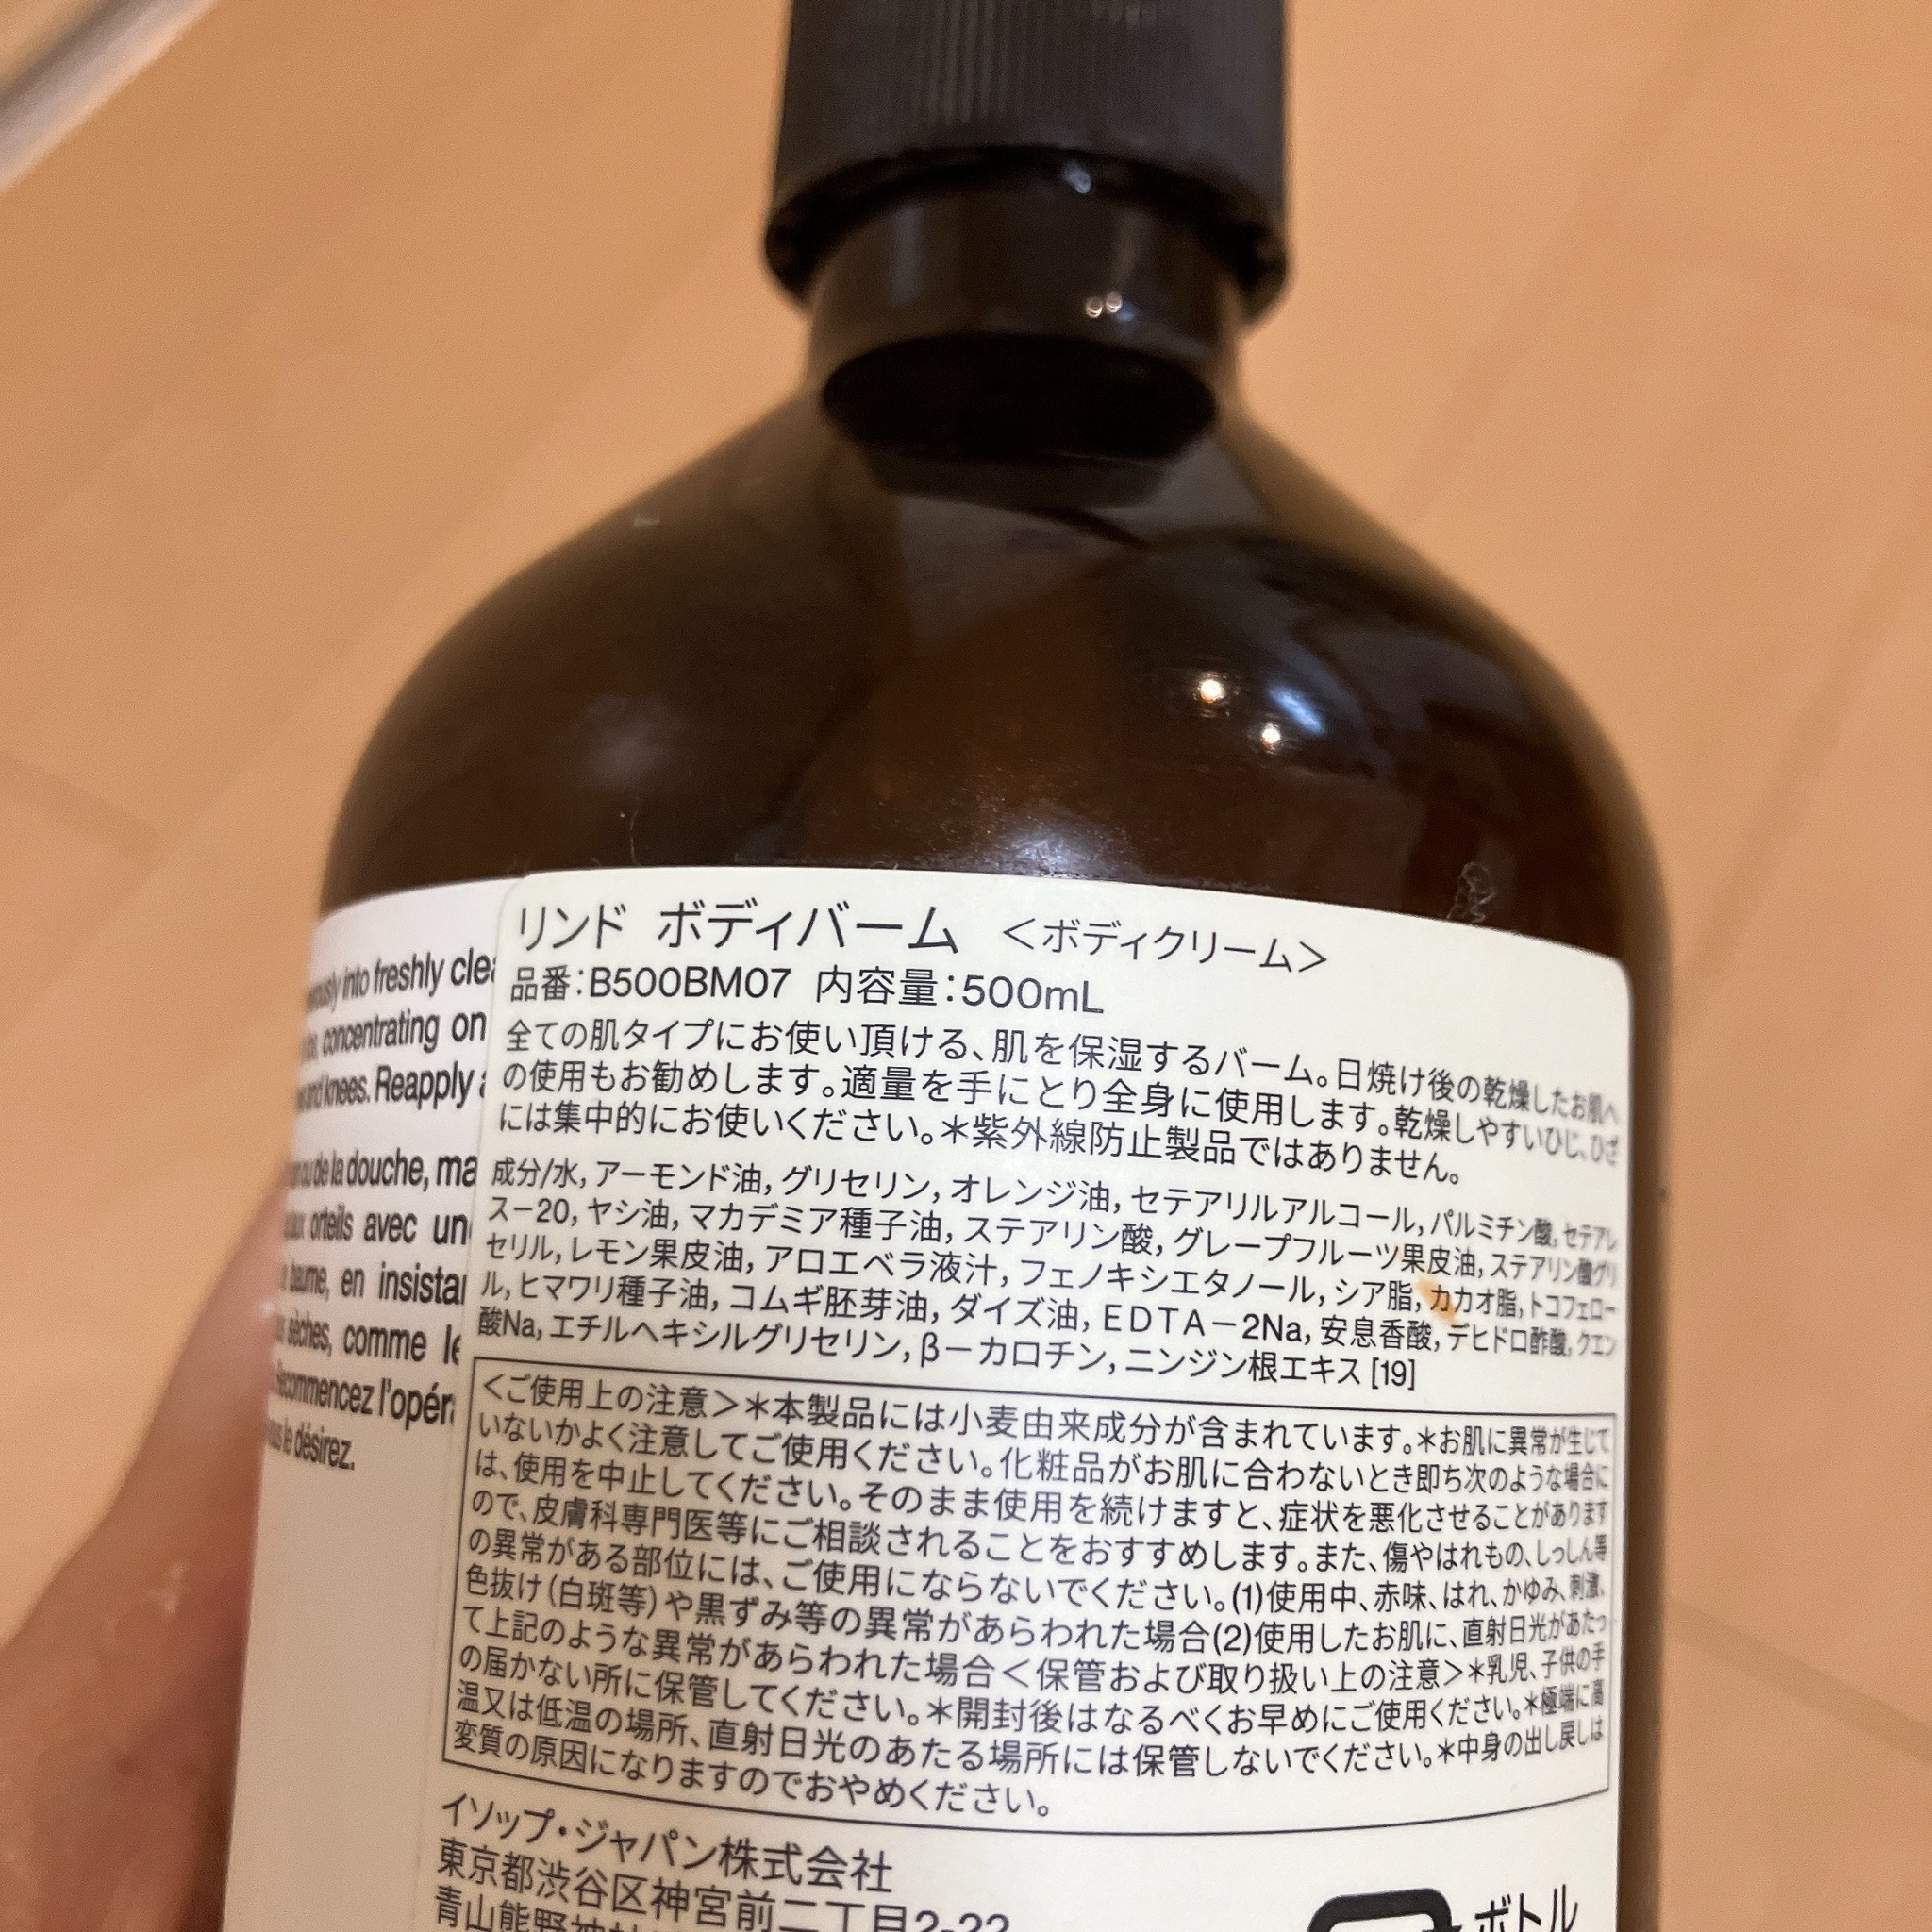 into freshly
concentrating on
and knees. Reapply
de la douche,
orteils avec
baume, en
sèches, comme
Recommencez
le désirez.
リンド ボディバーム <ボディクリーム>
品番:B500BM07 内容量:500mL
全ての肌タイプにお使い頂ける、肌を保湿するバーム。日焼け後の乾燥したお肌へ
の使用もお勧めします。適量を手にとり全身に使用します。乾燥しやすいひじ、ひざ
には集中的にお使いください。＊紫外線防止製品ではありません。
成分/水, アーモンド油, グリセリン, オレンジ油, セテアリルアルコール, パルミチン酸, セテアレ
ス－20, ヤシ油, マカデミア種子油, ステアリン酸, グレープフルーツ果皮油, ステアリン酸グリ
セリル, レモン果皮油, アロエベラ液汁, フェノキシエタノール, シア脂, カカオ脂, トコフェロー
ル, ヒマワリ種子油, コムギ胚芽油, ダイズ油, EDTA－2Na, 安息香酸, デヒドロ酢酸, クエン
酸Na, エチルヘキシルグリセリン, β－カロチン, ニンジン根エキス [19]
<ご使用上の注意>＊本製品には小麦由来成分が含まれています。＊お肌に異常が生じて
いないかよく注意してご使用ください。化粧品がお肌に合わないとき即ち次のような場合に
は、使用を中止してください。そのまま使用を続けますと、症状を悪化させることがあります
ので、皮膚科専門医等にご相談されることをおすすめします。また、傷やはれもの、しっしん等
の異常がある部位には、ご使用にならないでください。(1)使用中、赤味、はれ、かゆみ、刺激、
色抜け(白斑等)や黒ずみ等の異常があらわれた場合(2)使用したお肌に、直射日光があたっ
て上記のような異常があらわれた場合<保管および取り扱い上の注意>＊乳児、子供の手
の届かない所に保管してください。＊開封後はなるべくお早めにご使用ください。＊極端に高
温又は低温の場所、直射日光のあたる場所には保管しないでください。＊中身の出し戻しは
変質の原因になりますのでおやめください。
イソップ・ジャパン株式会社
東京都渋谷区神宮前二丁目2-22
青山熊野神社
ボトル